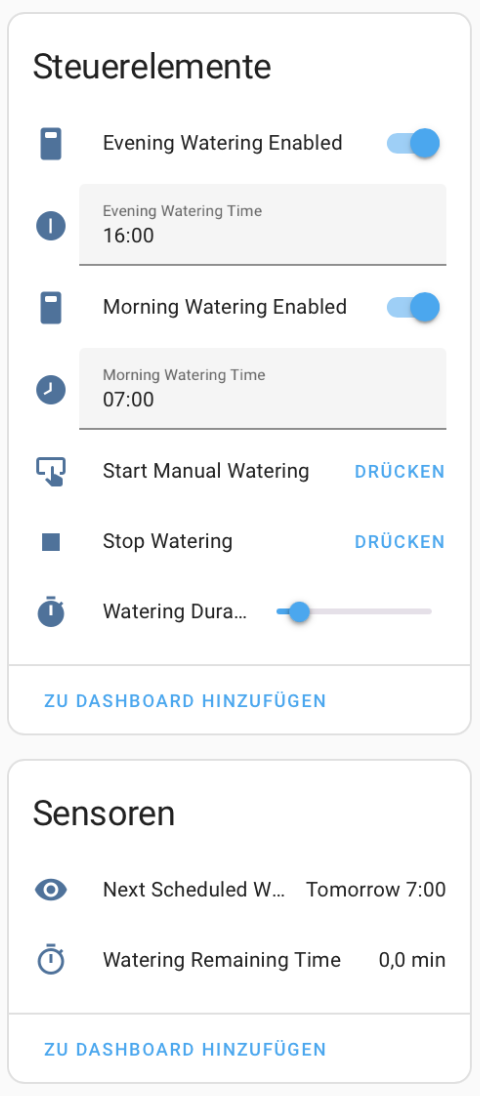 Steuerelemente
Evening Watering Enabled
Evening Watering Time
16:00
Morning Watering Enabled
Morning Watering Time
07:00
Start Manual Watering DRÜCKEN
Stop Watering DRÜCKEN
Watering Dura...
ZU DASHBOARD HINZUFÜGEN
Sensoren
Next Scheduled W... Tomorrow 7:00
Watering Remaining Time 0,0 min
ZU DASHBOARD HINZUFÜGEN